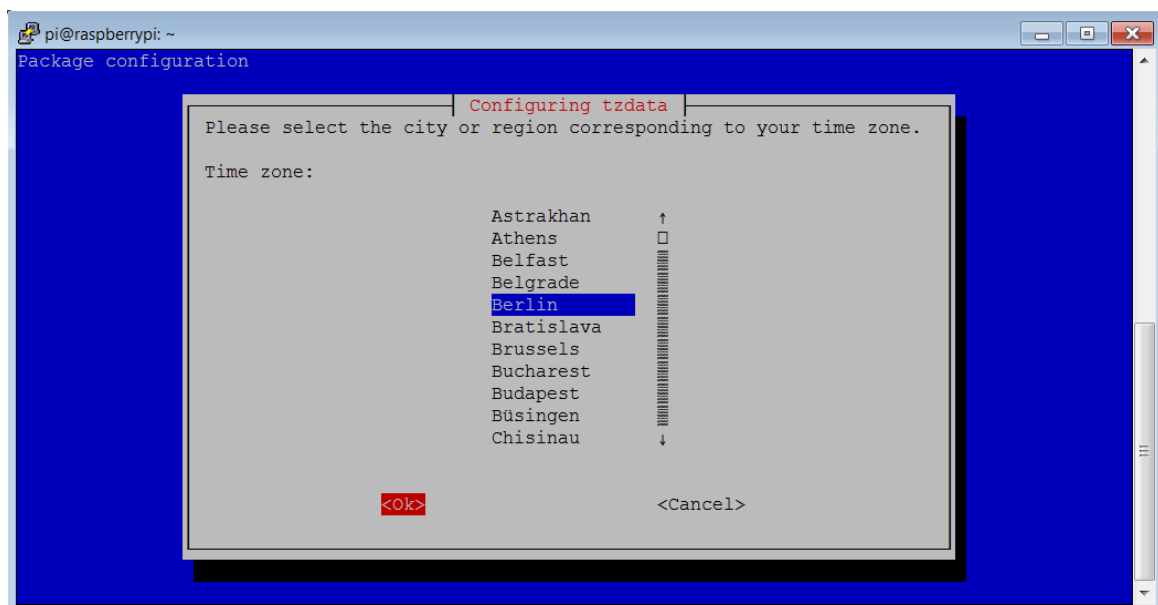 pi@raspberrypi: ~
Package configuration
Configuring tzdata
Please select the city or region corresponding to your time zone.
Time zone:
Astrakhan ↑
Athens
Belfast
Belgrade
Berlin
Bratislava
Brussels
Bucharest
Budapest
Büsingen
Chisinau ↓
<Ok> <Cancel>